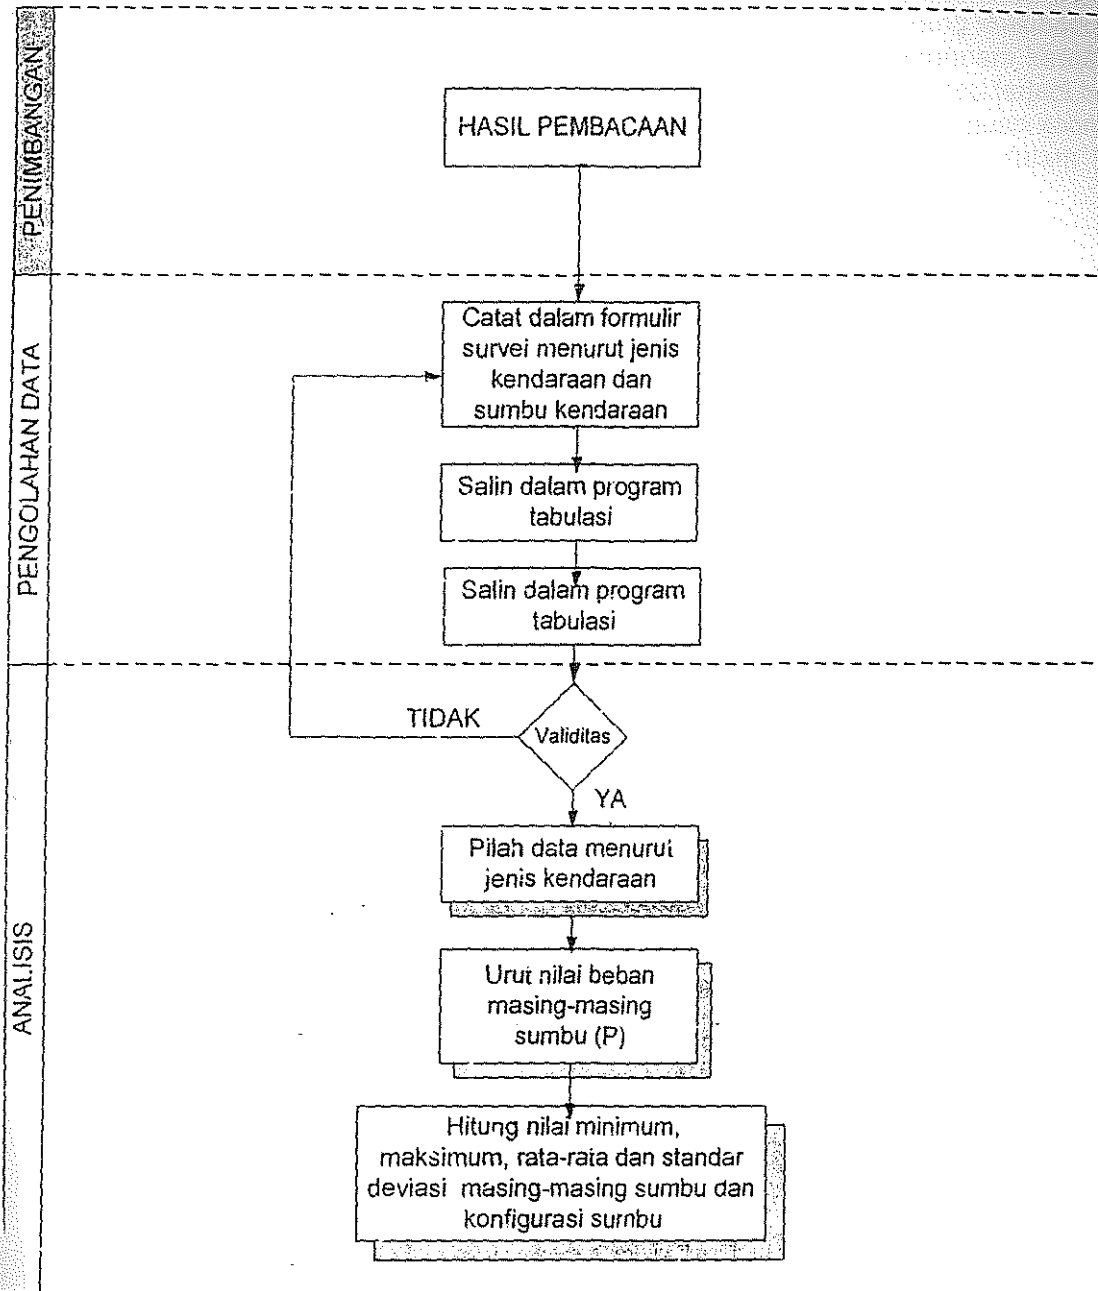 PENIMBANGAN
HASIL PEMBACAAN
PENGOLAHAN DATA
Catat dalam formulir
survei menurut jenis
kendaraan dan
sumbu kendaraan
Salin dalam program
tabulasi
Salin dalam program
tabulasi
ANALISIS
TIDAK
Validitas
YA
Pilah data menurut
jenis kendaraan
Urut nilai beban
masing-masing
sumbu (P)
Hitung nilai minimum,
maksimum, rata-rata dan standar
deviasi masing-masing sumbu dan
konfigurasi sumbu